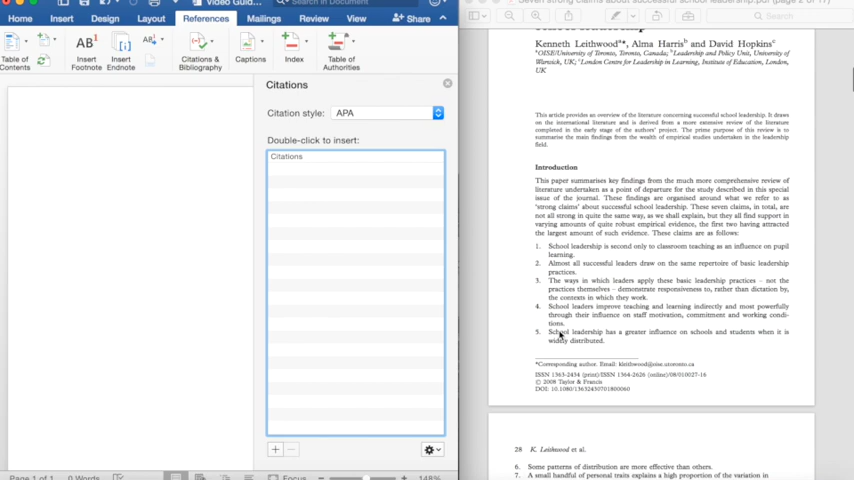 Video Guid...
Search in Document
Home Insert Design Layout References Mailings Review View Share
Table of Contents
AB¹
Insert Footnote
Insert Endnote
AB
Citations & Bibliography
Captions
Index
Table of Authorities
Citations
Citation style: APA
Double-click to insert:
Citations
Page 1 of 1 0 Words Focus 148%
Seven strong claims about successful school leadership.pdf (page 2 of 17)
Search
school leadership
Kenneth Leithwoodᵃ*, Alma Harrisᵇ and David Hopkinsᶜ
ᵃOISE/University of Toronto, Toronto, Canada; ᵇLeadership and Policy Unit, University of
Warwick, UK; ᶜLondon Centre for Leadership in Learning, Institute of Education, London,
UK
This article provides an overview of the literature concerning successful school leadership. It draws
on the international literature and is derived from a more extensive review of the literature
completed in the early stage of the authors' project. The prime purpose of this review is to
summarise the main findings from the wealth of empirical studies undertaken in the leadership
field.
Introduction
This paper summarises key findings from the much more comprehensive review of
literature undertaken as a point of departure for the study described in this special
issue of the journal. These findings are organised around what we refer to as
'strong claims' about successful school leadership. These seven claims, in total, are
not all strong in quite the same way, as we shall explain, but they all find support in
varying amounts of quite robust empirical evidence, the first two having attracted
the largest amount of such evidence. These claims are as follows:
1. School leadership is second only to classroom teaching as an influence on pupil
learning.
2. Almost all successful leaders draw on the same repertoire of basic leadership
practices.
3. The ways in which leaders apply these basic leadership practices – not the
practices themselves – demonstrate responsiveness to, rather than dictation by,
the contexts in which they work.
4. School leaders improve teaching and learning indirectly and most powerfully
through their influence on staff motivation, commitment and working condi-
tions.
5. School leadership has a greater influence on schools and students when it is
widely distributed.
*Corresponding author. Email: kleithwood@oise.utoronto.ca
ISSN 1363-2434 (print)/ISSN 1364-2626 (online)/08/010027-16
© 2008 Taylor & Francis
DOI: 10.1080/13632430701800060
28 K. Leithwood et al.
6. Some patterns of distribution are more effective than others.
7. A small handful of personal traits explains a high proportion of the variation in